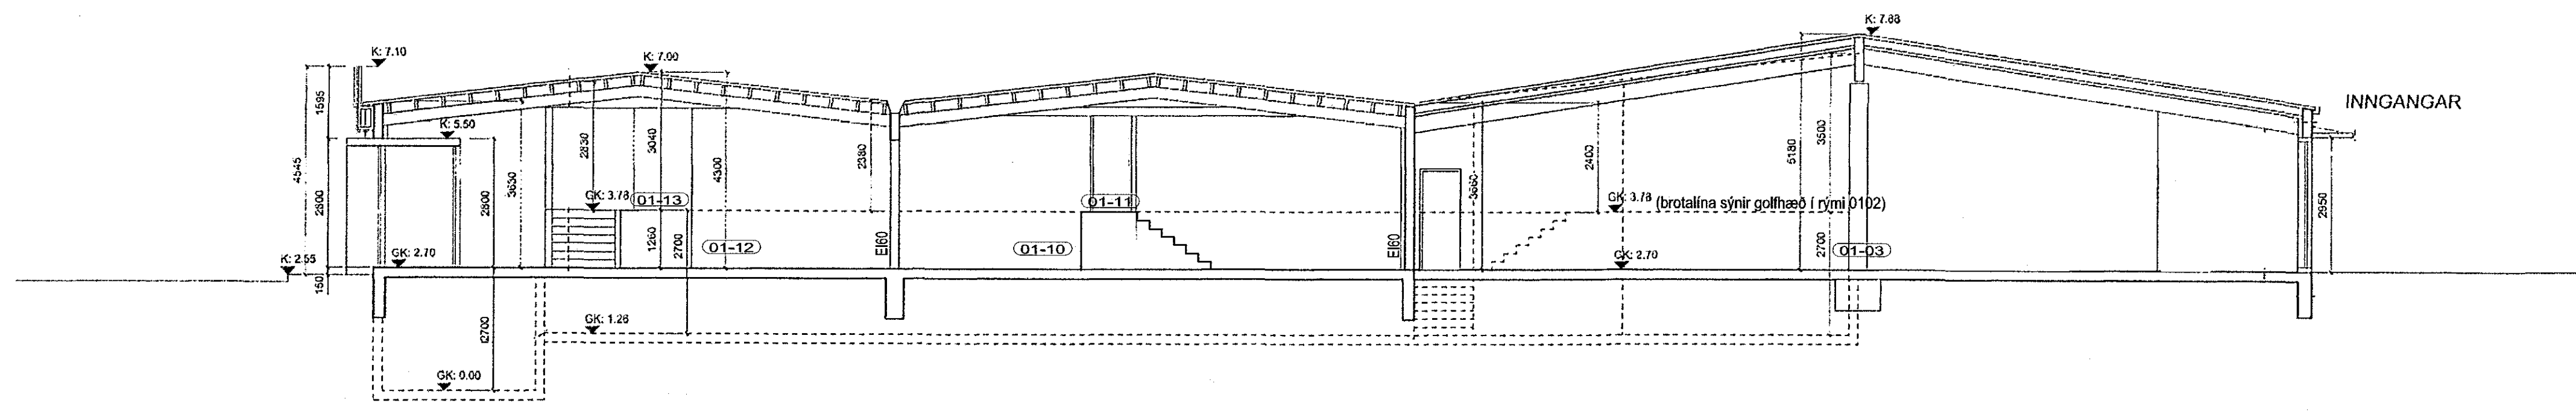 K: 7.88
K: 7.10
K: 7.00
INNGANGAR
1595
K: 5.50
4545
2800
2800
3630
2830
3040
4300
2380
2400
3660
5180
3500
2950
GK: 3.78
01-13
01-11
GK: 3.78 (brotalína sýnir golfhæð í rými 0102)
1260
2700
01-12
EI60
01-10
EI60
2700
01-03
K: 2.55
GK: 2.70
GK: 2.70
150
GK: 1.26
2700
GK: 0.00